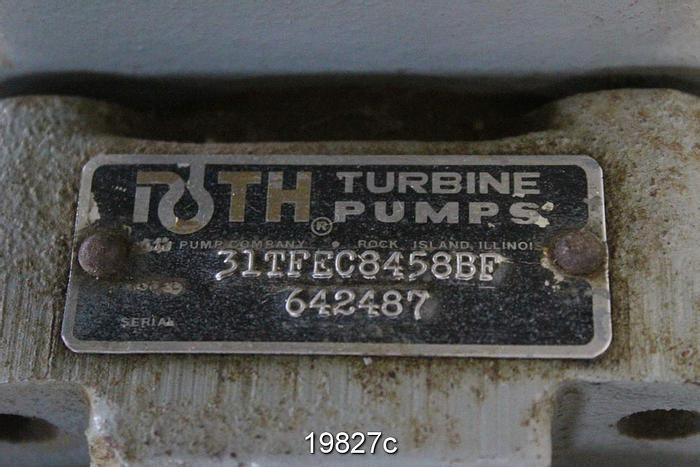 ROTH TURBINE
PUMPS
®
PUMP COMPANY • ROCK ISLAND, ILLINOIS
31TFEC8458BF
642487
SERIAL
19827c